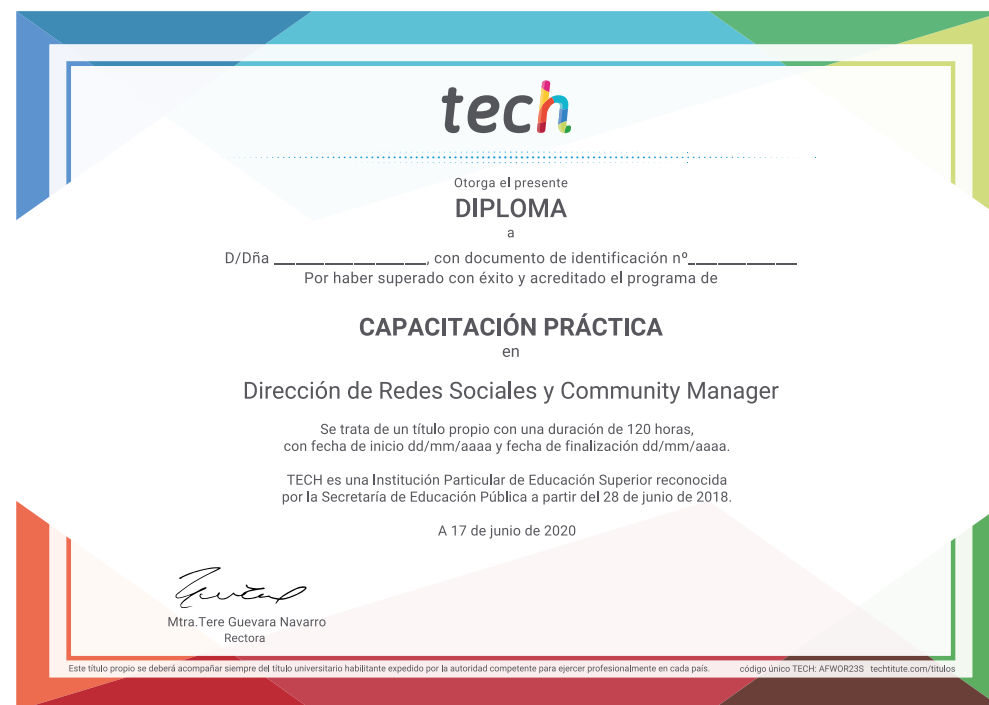 tech
Otorga el presente
DIPLOMA
a
D/Dña ____________________, con documento de identificación nº______________
Por haber superado con éxito y acreditado el programa de
CAPACITACIÓN PRÁCTICA
en
Dirección de Redes Sociales y Community Manager
Se trata de un título propio con una duración de 120 horas,
con fecha de inicio dd/mm/aaaa y fecha de finalización dd/mm/aaaa.
TECH es una Institución Particular de Educación Superior reconocida
por la Secretaría de Educación Pública a partir del 28 de junio de 2018.
A 17 de junio de 2020
Mtra.Tere Guevara Navarro
Rectora
Este título propio se deberá acompañar siempre del título universitario habilitante expedido por la autoridad competente para ejercer profesionalmente en cada país. código único TECH: AFWOR23S techtitute.com/titulos